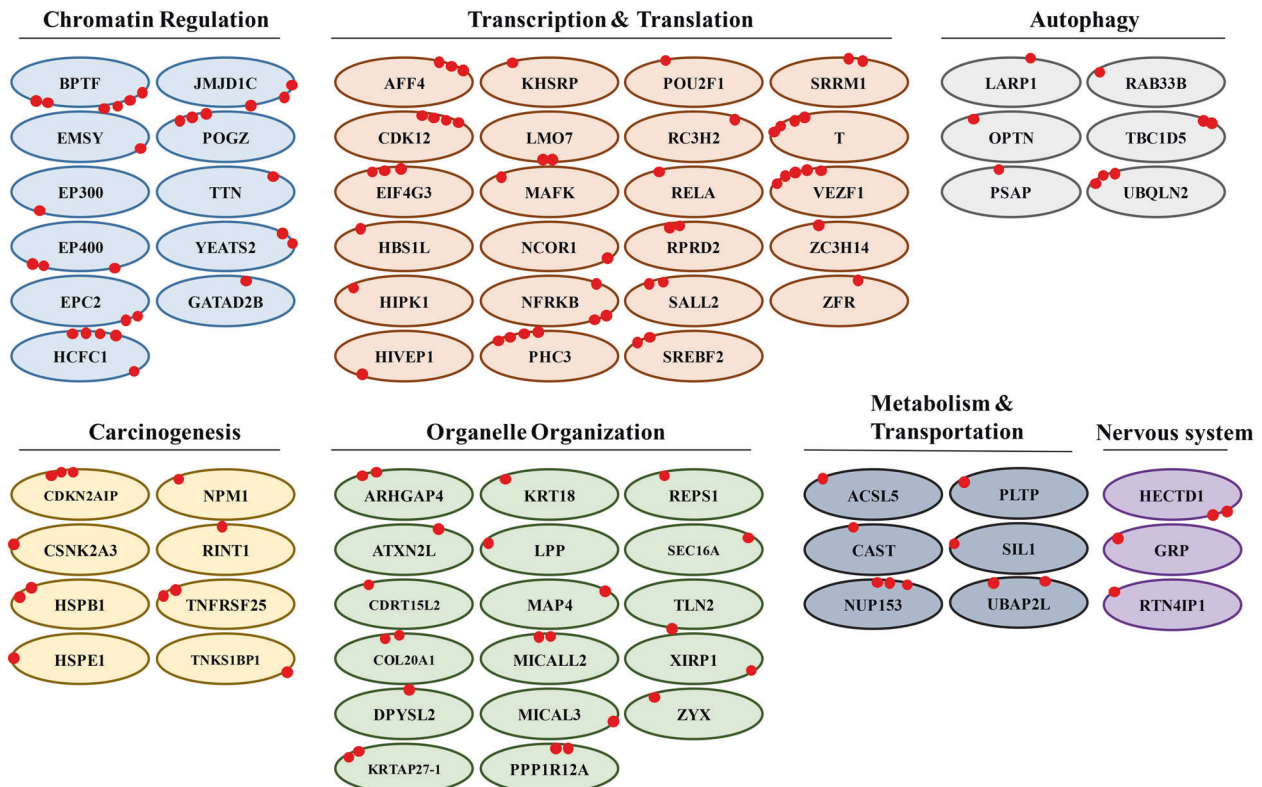 Chromatin Regulation
BPTF
JMJD1C
EMSY
POGZ
EP300
TTN
EP400
YEATS2
EPC2
GATAD2B
HCFC1
Transcription & Translation
AFF4
KHSRP
POU2F1
SRRM1
CDK12
LMO7
RC3H2
T
EIF4G3
MAFK
RELA
VEZF1
HBS1L
NCOR1
RPRD2
ZC3H14
HIPK1
NFRKB
SALL2
ZFR
HIVEP1
PHC3
SREBF2
Autophagy
LARP1
RAB33B
OPTN
TBC1D5
PSAP
UBQLN2
Carcinogenesis
CDKN2AIP
NPM1
CSNK2A3
RINT1
HSPB1
TNFRSF25
HSPE1
TNKS1BP1
Organelle Organization
ARHGAP4
KRT18
REPS1
ATXN2L
LPP
SEC16A
CDRT15L2
MAP4
TLN2
COL20A1
MICALL2
XIRP1
DPYSL2
MICAL3
ZYX
KRTAP27-1
PPP1R12A
Metabolism &
Transportation
ACSL5
PLTP
CAST
SIL1
NUP153
UBAP2L
Nervous system
HECTD1
GRP
RTN4IP1